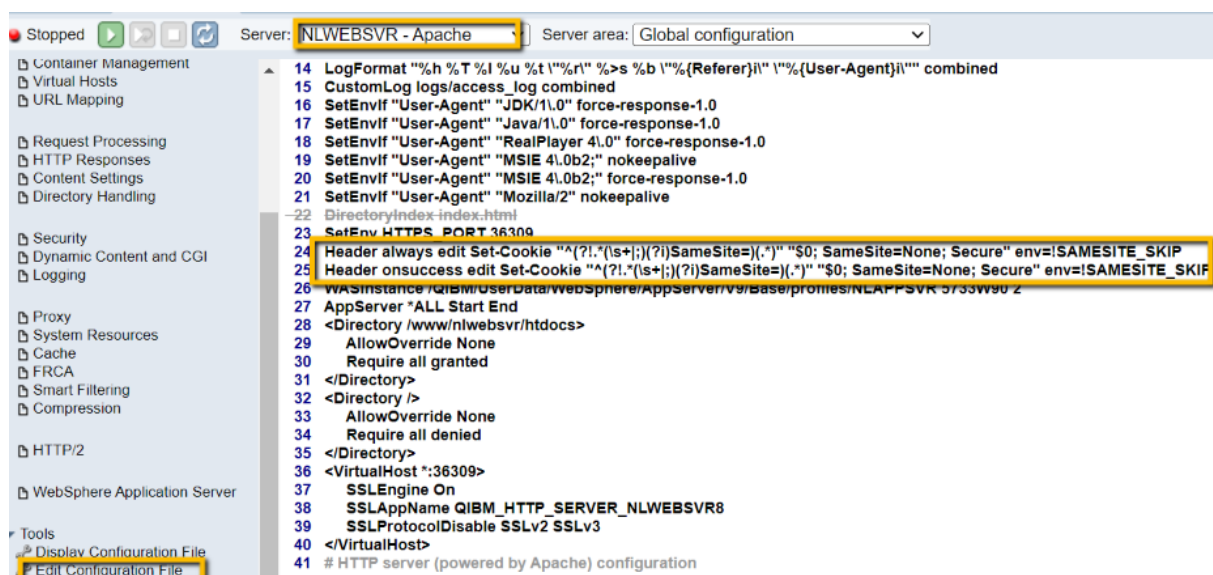 Stopped
Server: NLWEBSVR - Apache
Server area: Global configuration
Container Management
Virtual Hosts
URL Mapping
Request Processing
HTTP Responses
Content Settings
Directory Handling
Security
Dynamic Content and CGI
Logging
Proxy
System Resources
Cache
FRCA
Smart Filtering
Compression
HTTP/2
WebSphere Application Server
Tools
Display Configuration File
Edit Configuration File
14 LogFormat "%h %T %l %u %t \"%r\" %>s %b \"%{Referer}i\" \"%{User-Agent}i\"" combined
15 CustomLog logs/access_log combined
16 SetEnvIf "User-Agent" "JDK/1\.0" force-response-1.0
17 SetEnvIf "User-Agent" "Java/1\.0" force-response-1.0
18 SetEnvIf "User-Agent" "RealPlayer 4\.0" force-response-1.0
19 SetEnvIf "User-Agent" "MSIE 4\.0b2;" nokeepalive
20 SetEnvIf "User-Agent" "MSIE 4\.0b2;" force-response-1.0
21 SetEnvIf "User-Agent" "Mozilla/2" nokeepalive
22 DirectoryIndex index.html
23 SetEnv HTTPS_PORT 36309
24 Header always edit Set-Cookie "^(?!.*(\s+|;)(?i)SameSite=)(.*)" "$0; SameSite=None; Secure" env=!SAMESITE_SKIP
25 Header onsuccess edit Set-Cookie "^(?!.*(\s+|;)(?i)SameSite=)(.*)" "$0; SameSite=None; Secure" env=!SAMESITE_SKIP
26 WASInstance /QIBM/UserData/WebSphere/AppServer/V9/Base/profiles/NLAPPSVR 5733W90 2
27 AppServer *ALL Start End
28 <Directory /www/nlwebsvr/htdocs>
29 AllowOverride None
30 Require all granted
31 </Directory>
32 <Directory />
33 AllowOverride None
34 Require all denied
35 </Directory>
36 <VirtualHost *:36309>
37 SSLEngine On
38 SSLAppName QIBM_HTTP_SERVER_NLWEBSVR8
39 SSLProtocolDisable SSLv2 SSLv3
40 </VirtualHost>
41 # HTTP server (powered by Apache) configuration